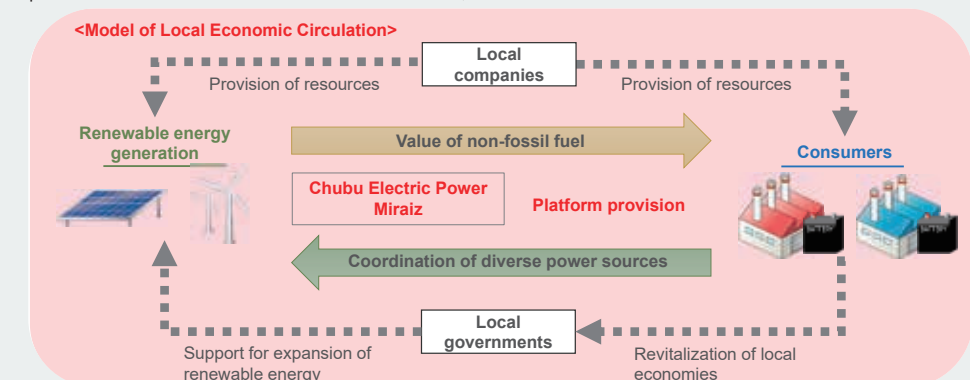 <Model of Local Economic Circulation>
Local
companies
Provision of resources
Provision of resources
Renewable energy
generation
Value of non-fossil fuel
Consumers
Chubu Electric Power
Miraiz
Platform provision
Coordination of diverse power sources
Local
governments
Support for expansion of
renewable energy
Revitalization of local
economies